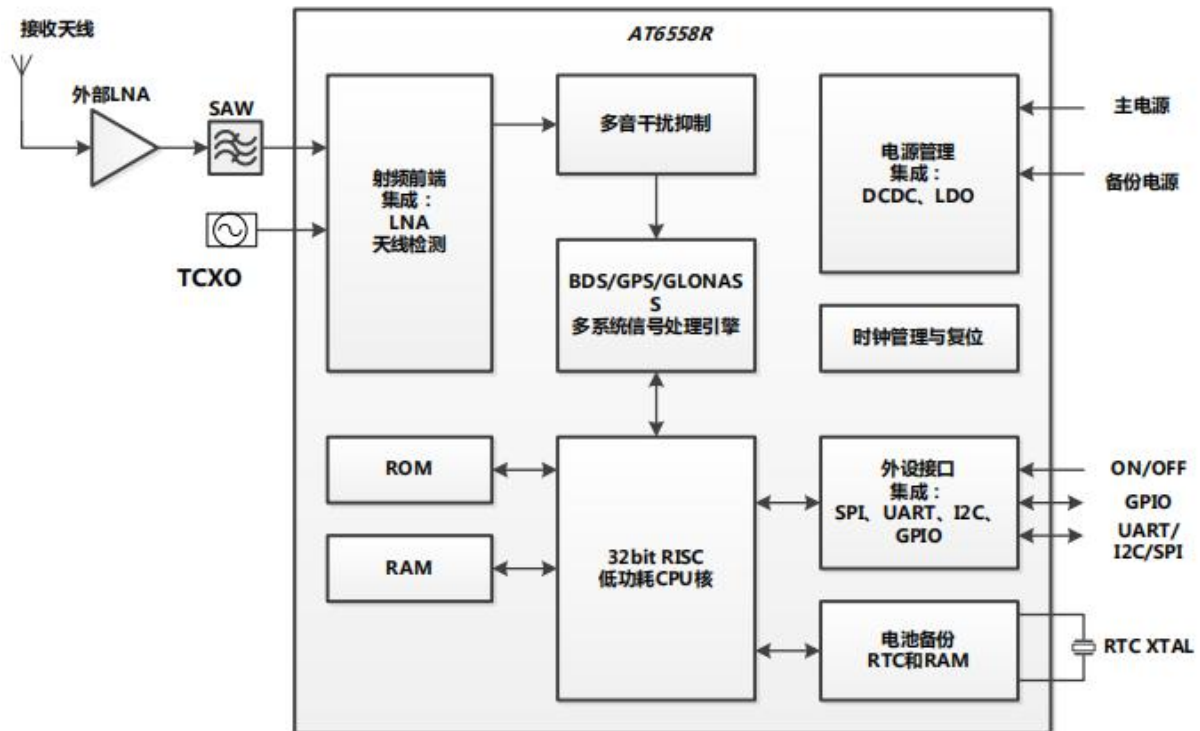 接收天线
外部LNA
SAW
TCXO
AT6558R
射频前端
集成：
LNA
天线检测
多音干扰抑制
BDS/GPS/GLONAS
S
多系统信号处理引擎
电源管理
集成：
DCDC、LDO
主电源
备份电源
时钟管理与复位
ROM
RAM
32bit RISC
低功耗CPU核
外设接口
集成：
SPI、UART、I2C、
GPIO
ON/OFF
GPIO
UART/
I2C/SPI
电池备份
RTC和RAM
RTC XTAL